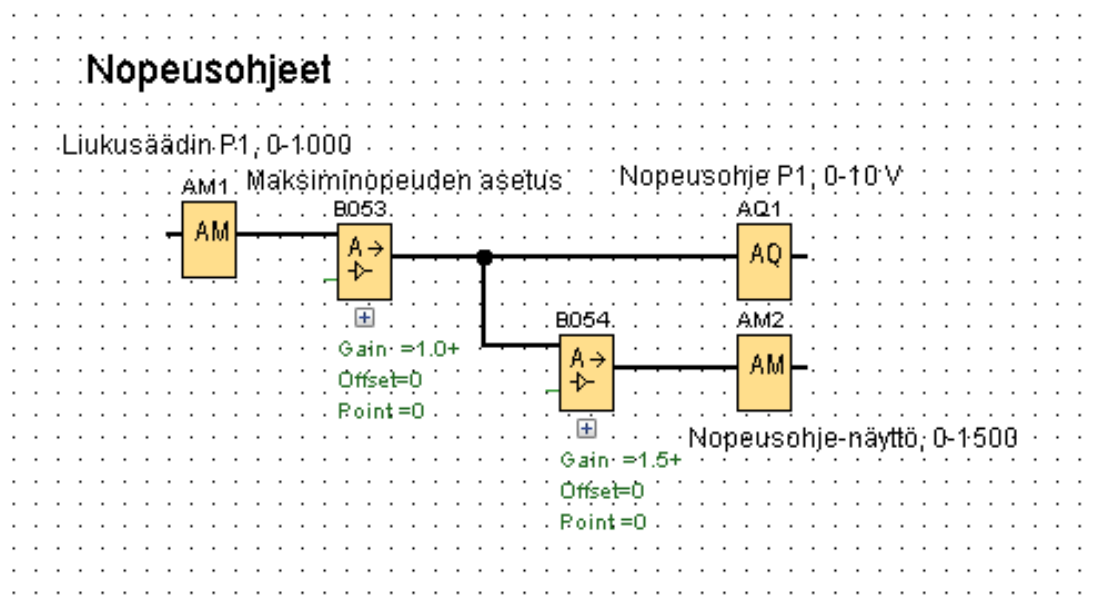 Nopeusohjeet
Liukusäädin P1, 0-1000
AM1 Maksiminopeuden asetus Nopeusohje P1, 0-10 V
B053 AQ1
AM
A→
AQ
B054 AM2
Gain =1.0+
Offset=0
Point =0
A→
AM
Nopeusohje-näyttö, 0-1500
Gain =1.5+
Offset=0
Point =0